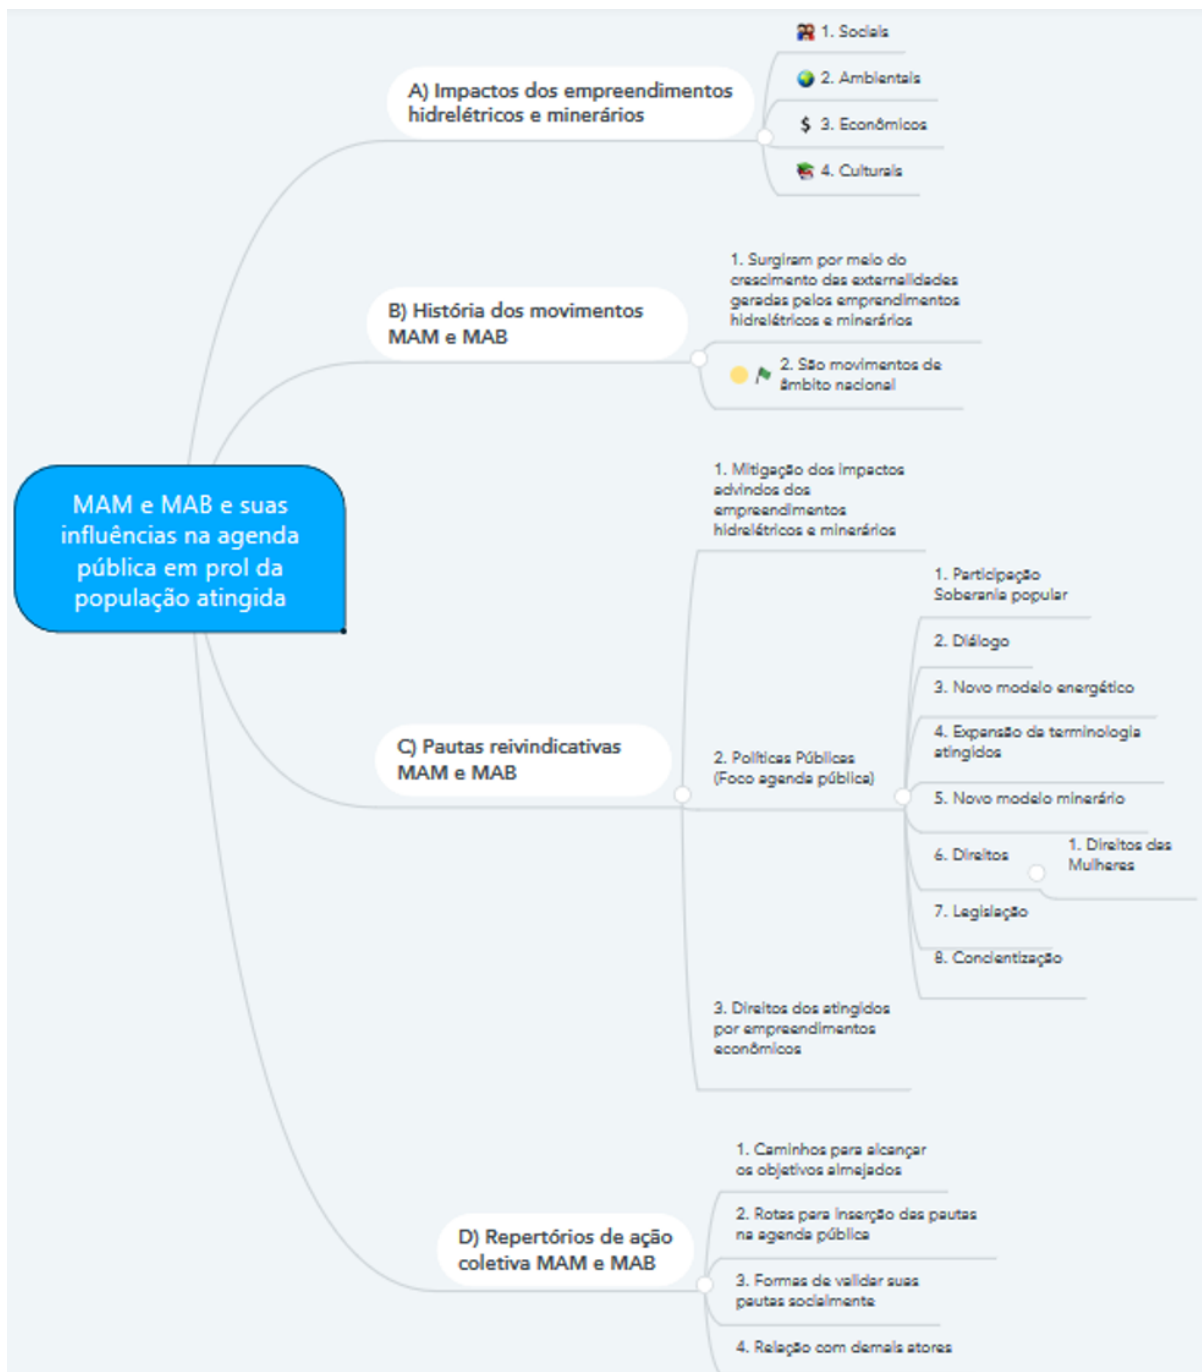 1. Sociais
2. Ambientais
A) Impactos dos empreendimentos
hidrelétricos e minerários
$ 3. Econômicos
4. Culturais
1. Surgiram por meio do
crescimento das externalidades
geradas pelos emprendimentos
hidrelétricos e minerários
B) História dos movimentos
MAM e MAB
2. São movimentos de
âmbito nacional
MAM e MAB e suas
influências na agenda
pública em prol da
população atingida
1. Mitigação dos impactos
advindos dos
empreendimentos
hidrelétricos e minerários
C) Pautas reivindicativas
MAM e MAB
2. Políticas Públicas
(Foco agenda pública)
1. Participação
Soberania popular
2. Diálogo
3. Novo modelo energético
4. Expansão da terminologia
atingidos
5. Novo modelo minerário
6. Direitos
1. Direitos das
Mulheres
7. Legislação
8. Concientização
3. Direitos dos atingidos
por empreendimentos
econômicos
D) Repertórios de ação
coletiva MAM e MAB
1. Caminhos para alcançar
os objetivos almejados
2. Rotas para inserção das pautas
na agenda pública
3. Formas de validar suas
pautas socialmente
4. Relação com demais atores